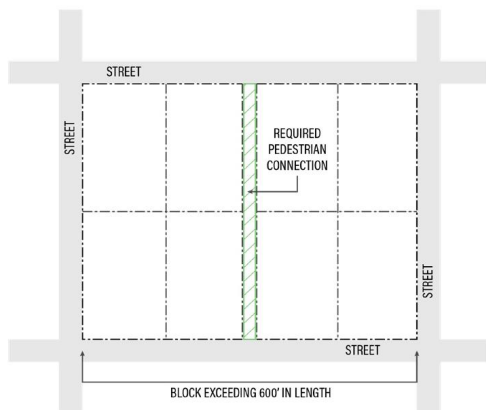 STREET
STREET
REQUIRED
PEDESTRIAN
CONNECTION
STREET
STREET
BLOCK EXCEEDING 600' IN LENGTH